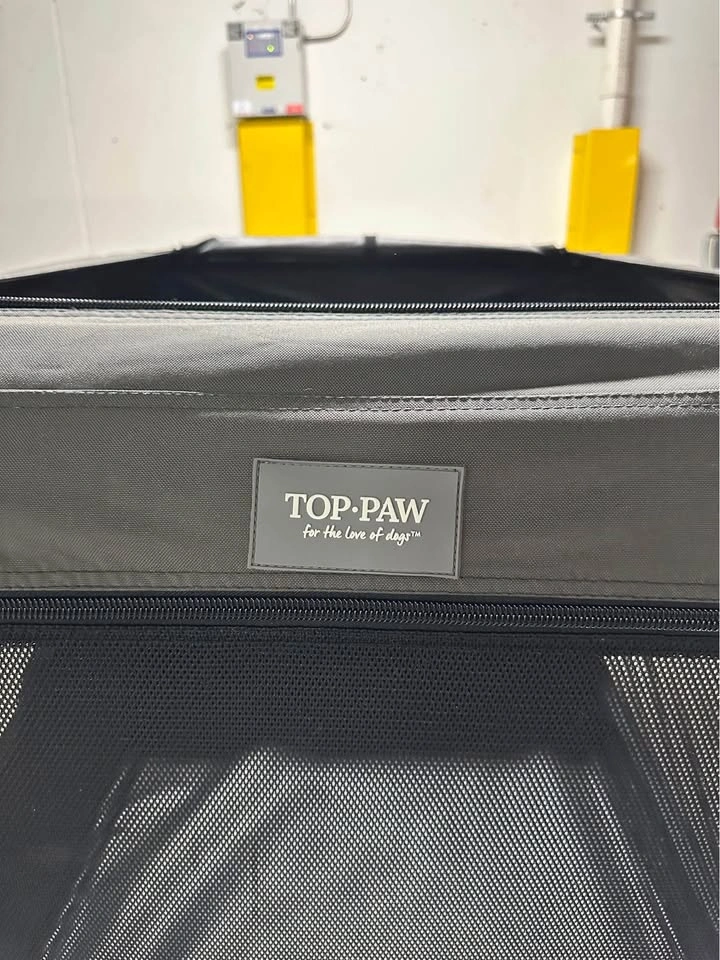 TOP•PAW
for the love of dogs™